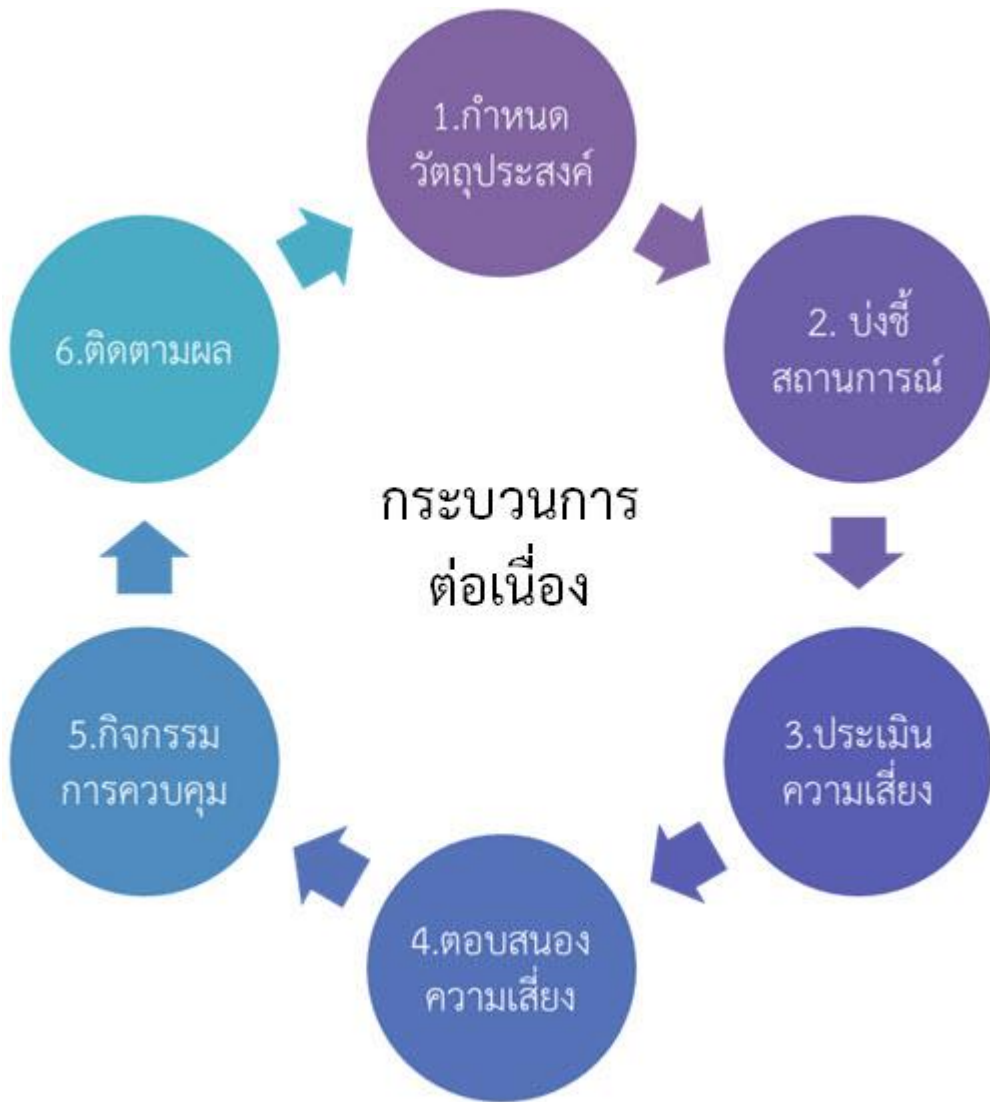 1.กำหนด
วัตถุประสงค์
2. บ่งชี้
สถานการณ์
3.ประเมิน
ความเสี่ยง
4.ตอบสนอง
ความเสี่ยง
5.กิจกรรม
การควบคุม
6.ติดตามผล
กระบวนการ
ต่อเนื่อง